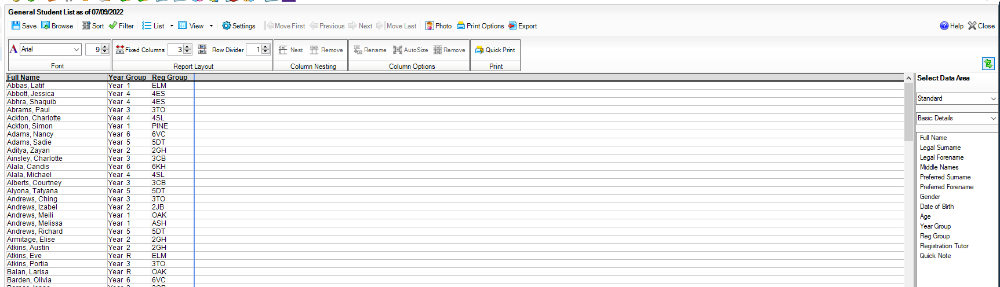 General Student List as of 07/09/2022
Save Browse Sort Filter List View Settings Move First Previous Next Move Last Photo Print Options Export Help Close
A Arial 9 Fixed Columns 3 Row Divider 1 Nest Remove Rename AutoSize Remove Quick Print
Font Report Layout Column Nesting Column Options Print
Full Name Year Group Reg Group
Abbas, Latif Year 1 ELM
Abbott, Jessica Year 4 4ES
Abhra, Shaquib Year 4 4ES
Abrams, Paul Year 3 3TO
Ackton, Charlotte Year 4 4SL
Ackton, Simon Year 1 PINE
Adams, Nancy Year 6 6VC
Adams, Sadie Year 5 5DT
Aditya, Zayan Year 2 2GH
Ainsley, Charlotte Year 3 3CB
Alala, Candis Year 6 6KH
Alala, Michael Year 4 4SL
Alberts, Courtney Year 3 3CB
Alyona, Tatyana Year 5 5DT
Andrews, Ching Year 3 3TO
Andrews, Izabel Year 2 2JB
Andrews, Meili Year 1 OAK
Andrews, Melissa Year 1 ASH
Andrews, Richard Year 5 5DT
Armitage, Elise Year 2 2GH
Atkins, Austin Year 2 2GH
Atkins, Eve Year R ELM
Atkins, Portia Year 3 3TO
Balan, Larisa Year R OAK
Barden, Olivia Year 6 6VC
Select Data Area
Standard
Basic Details
Full Name
Legal Surname
Legal Forename
Middle Names
Preferred Surname
Preferred Forename
Gender
Date of Birth
Age
Year Group
Reg Group
Registration Tutor
Quick Note